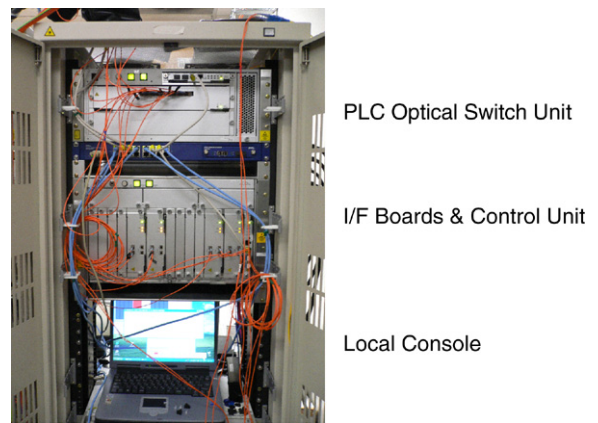 PLC Optical Switch Unit
I/F Boards & Control Unit
Local Console